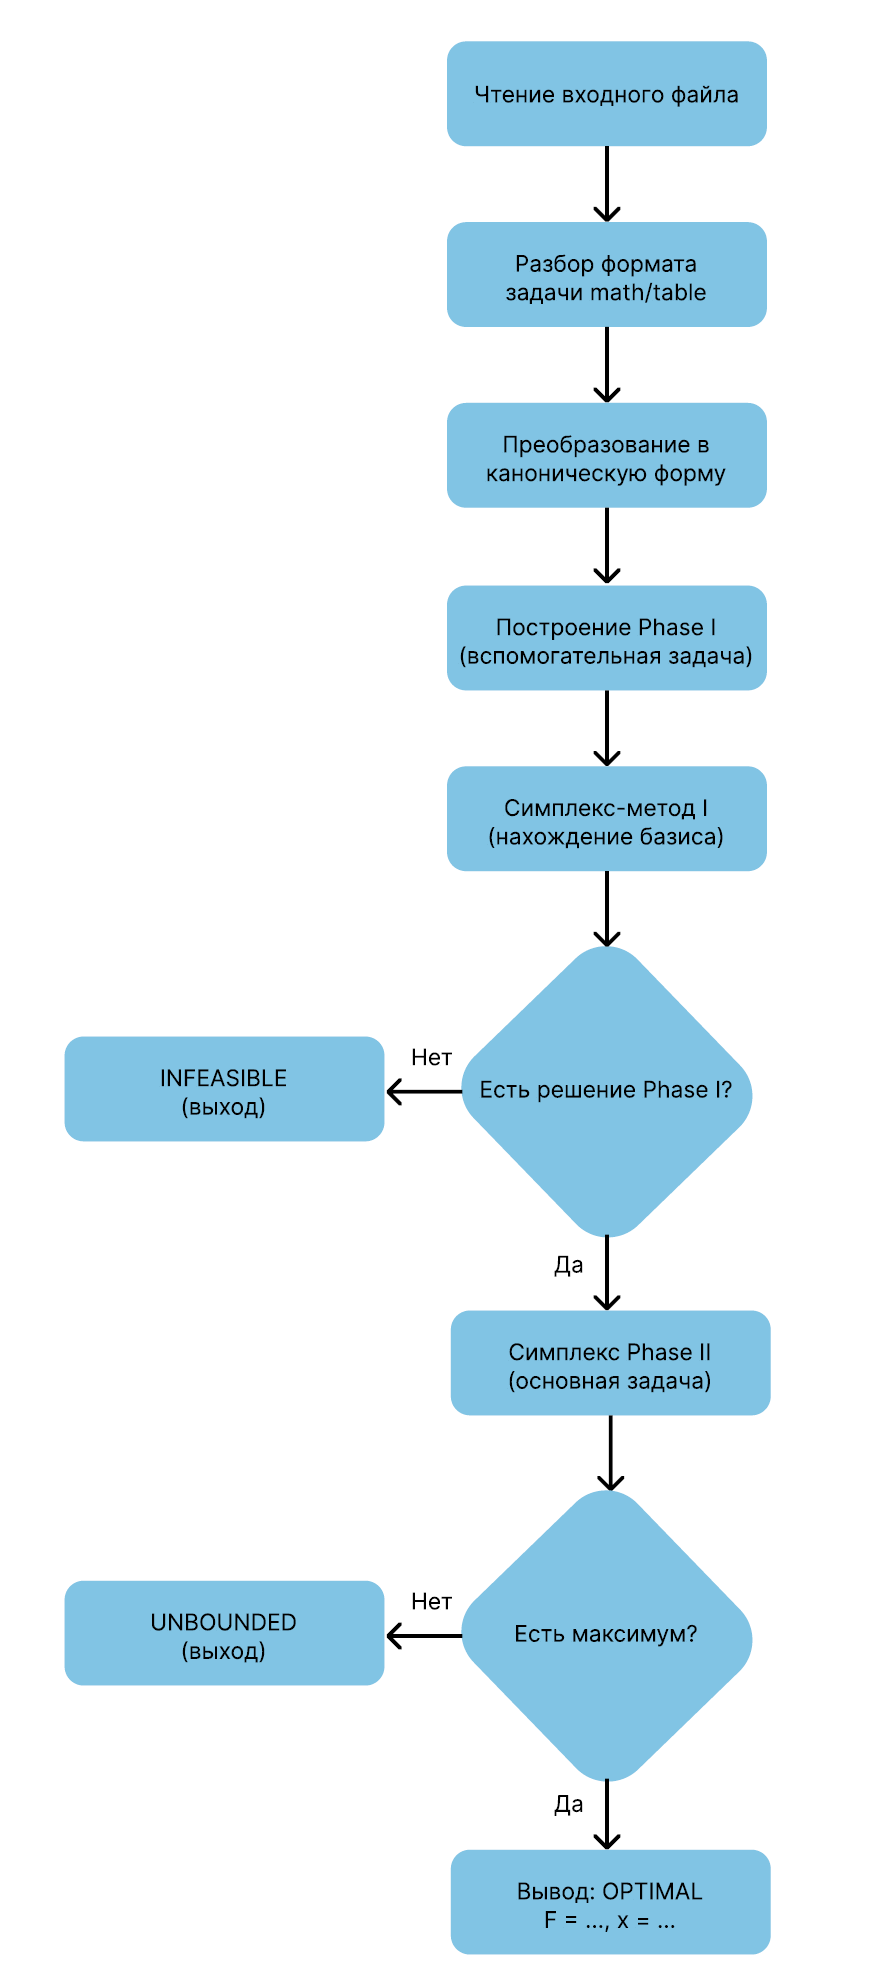 Чтение входного файла
Разбор формата
задачи math/table
Преобразование в
каноническую форму
Построение Phase I
(вспомогательная задача)
Симплекс-метод I
(нахождение базиса)
Есть решение Phase I?
Нет
INFEASIBLE
(выход)
Да
Симплекс Phase II
(основная задача)
Есть максимум?
Нет
UNBOUNDED
(выход)
Да
Вывод: OPTIMAL
F = ..., x = ...